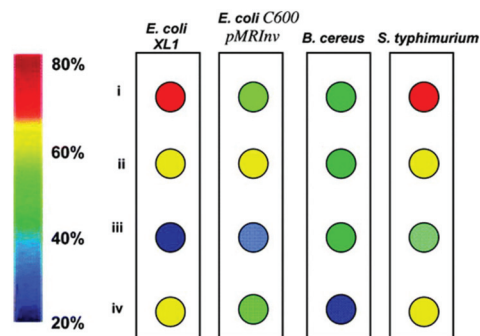 E. coli
XL1
E. coli C600
pMRInv
B. cereus
S. typhimurium
80%
60%
40%
20%
i
ii
iii
iv